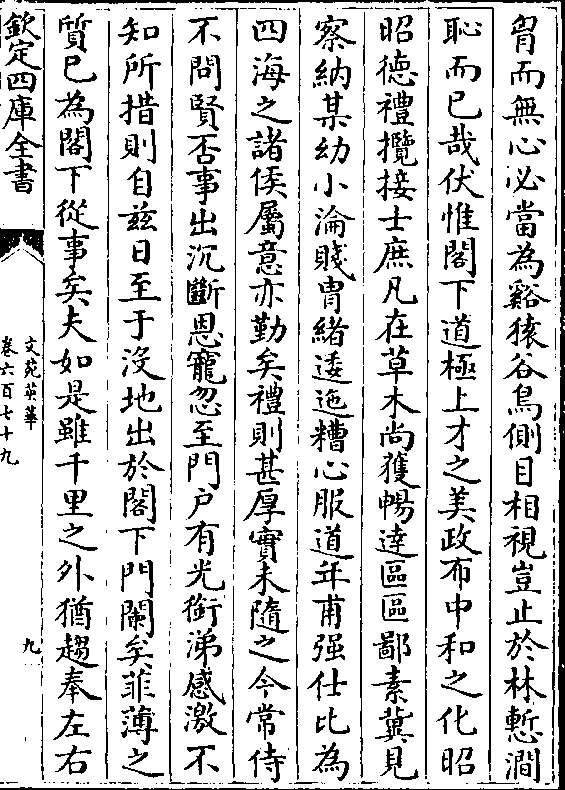 胷而無心必當為谿猿谷鳥側目相視豈止於林慙澗
恥而已哉伏惟閣下道極上才之美政布中和之化昭
昭德禮攬接士庶凡在草木尚獲暢達區區鄙素冀見
察納某幼小淪賤胄緒逶迤糟心服道年甫强仕比為
四海之諸侯屬意亦勤矣禮則甚厚實未隨之今常侍
不問賢否事出沉斷恩寵忽至門户有光銜涕感激不
知所措則自兹日至于沒地出於閣下門闌矣菲薄之
質已為閣下從事矣夫如是雖千里之外猶趨奉左右
欽定四庫全書
文苑英華
卷六百七十九
九